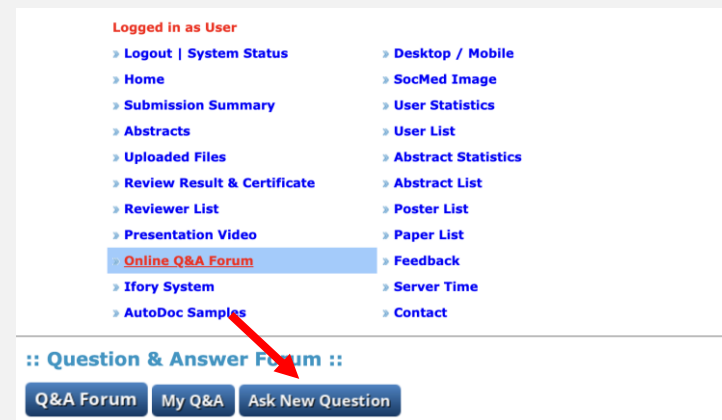 Logged in as User
» Logout | System Status
» Home
» Submission Summary
» Abstracts
» Uploaded Files
» Review Result & Certificate
» Reviewer List
» Presentation Video
» Online Q&A Forum
» Ifory System
» AutoDoc Samples
» Desktop / Mobile
» SocMed Image
» User Statistics
» User List
» Abstract Statistics
» Abstract List
» Poster List
» Paper List
» Feedback
» Server Time
» Contact
:: Question & Answer Forum ::
Q&A Forum
My Q&A
Ask New Question